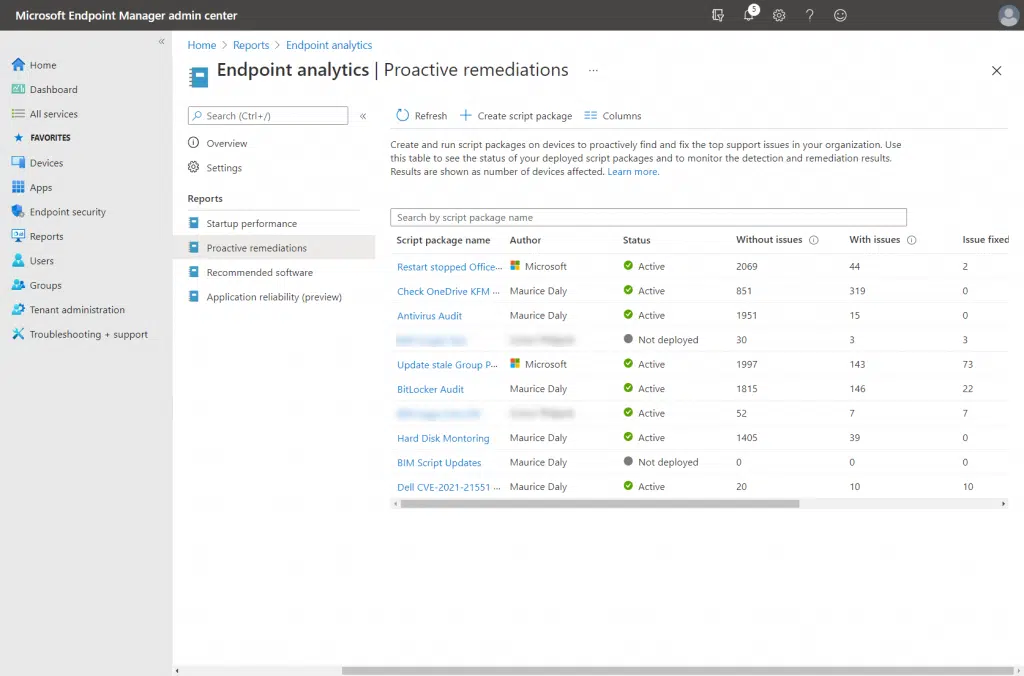 Microsoft Endpoint Manager admin center
5
Home
Dashboard
All services
FAVORITES
Devices
Apps
Endpoint security
Reports
Users
Groups
Tenant administration
Troubleshooting + support
Home > Reports > Endpoint analytics
Endpoint analytics | Proactive remediations ...
Search (Ctrl+/)
Overview
Settings
Reports
Startup performance
Proactive remediations
Recommended software
Application reliability (preview)
Refresh + Create script package Columns
Create and run script packages on devices to proactively find and fix the top support issues in your organization. Use
this table to see the status of your deployed script packages and to monitor the detection and remediation results.
Results are shown as number of devices affected. Learn more.
Search by script package name
Script package name Author Status Without issues With issues Issue fixed
Restart stopped Office... Microsoft Active 2069 44 2
Check OneDrive KFM ... Maurice Daly Active 851 319 0
Antivirus Audit Maurice Daly Active 1951 15 0
Not deployed 30 3 3
Update stale Group P... Microsoft Active 1997 143 73
BitLocker Audit Maurice Daly Active 1815 146 22
Active 52 7 7
Hard Disk Montoring Maurice Daly Active 1405 39 0
BIM Script Updates Maurice Daly Not deployed 0 0 0
Dell CVE-2021-21551 ... Maurice Daly Active 20 10 10